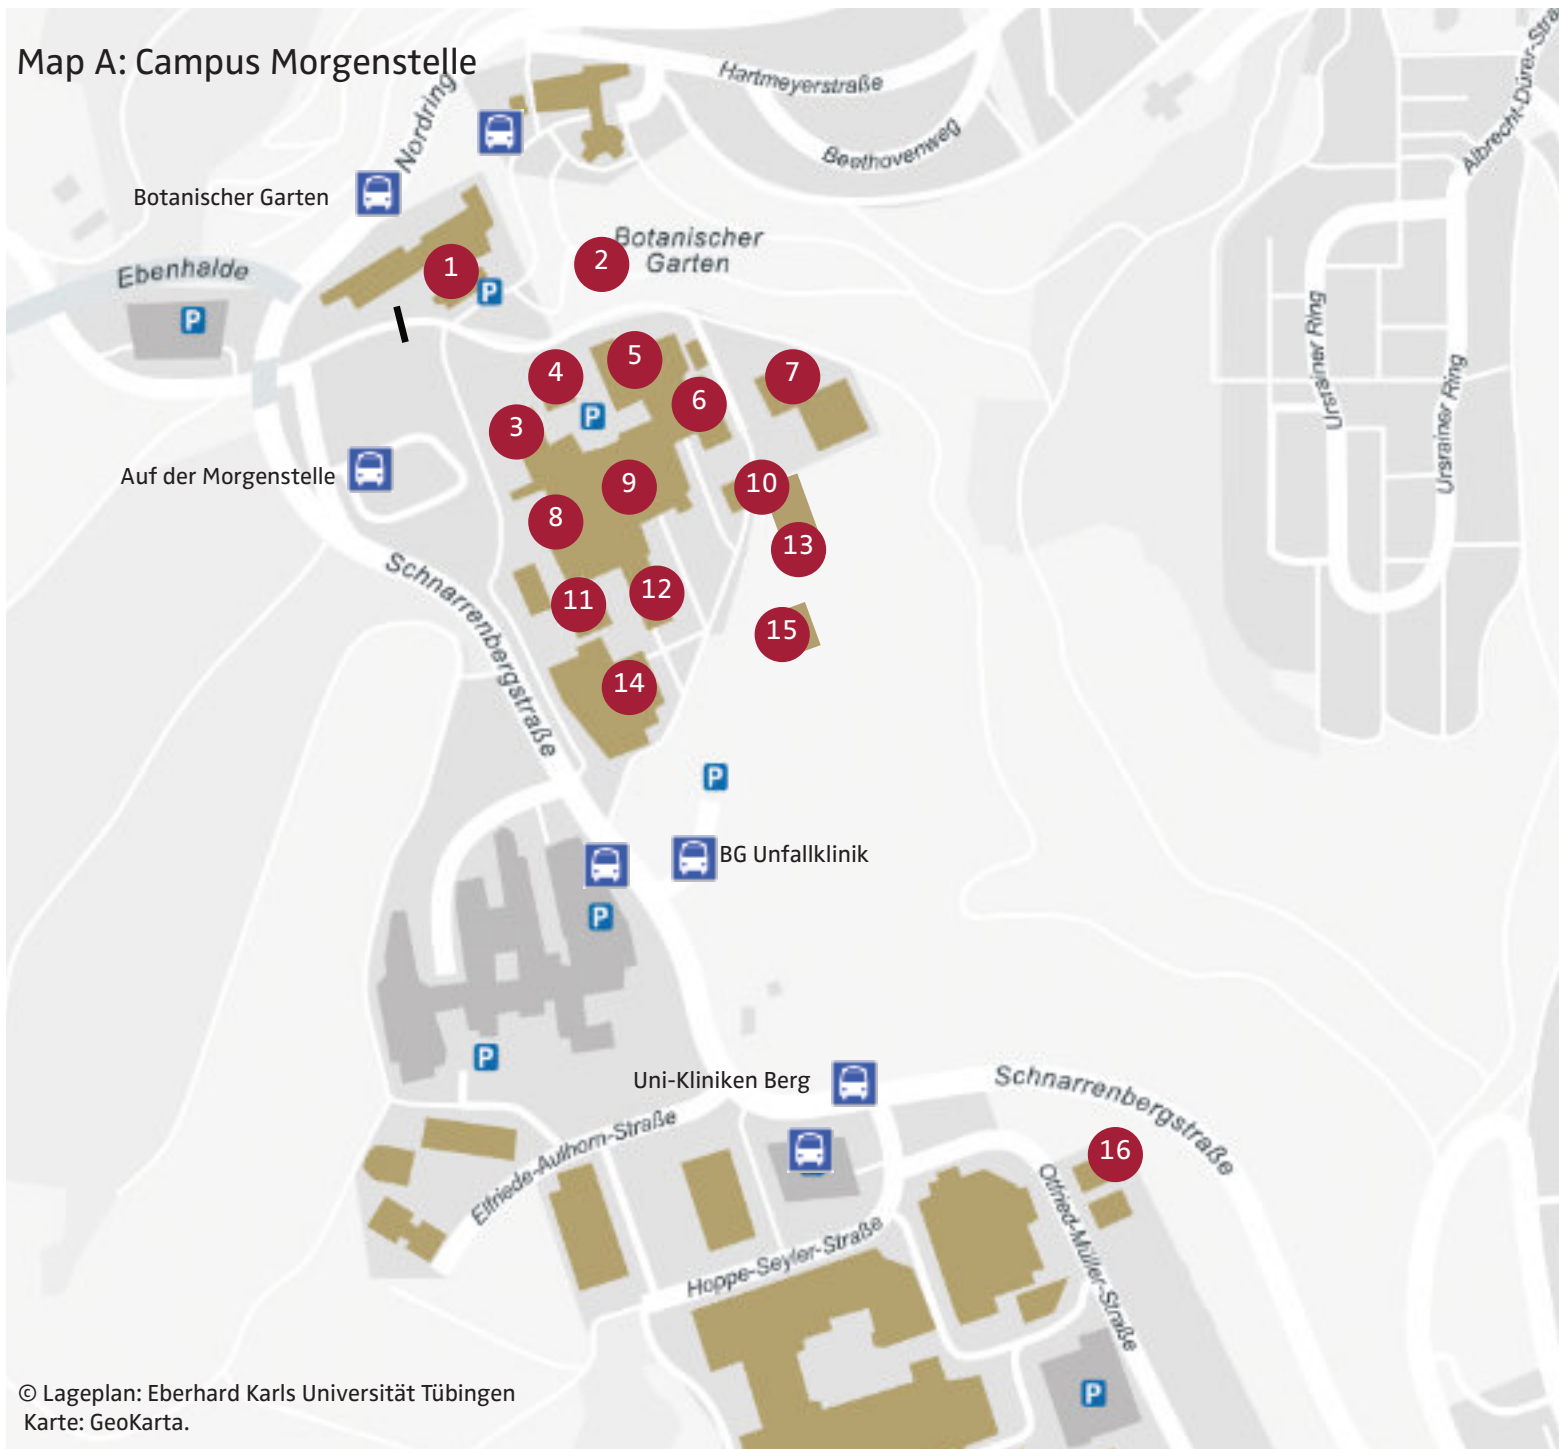 Map A: Campus Morgenstelle
Hartmeyerstraße
Albrecht-Dürer-Stra
Nordring
Beethovenweg
Botanischer Garten
Botanischer
Garten
Ebenhalde
1
2
P
P
5
4
7
6
P
3
Ursrainer Ring
Ursrainer Ring
Auf der Morgenstelle
9
10
8
13
Schnarrenbergstraße
11
12
15
14
P
BG Unfallklinik
P
P
Uni-Kliniken Berg
Schnarrenbergstraße
Elfriede-Aulhorn-Straße
16
Otfried-Müller-Straße
Hoppe-Seyler-Straße
P
© Lageplan: Eberhard Karls Universität Tübingen
Karte: GeoKarta.